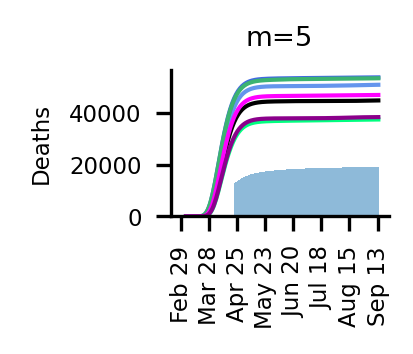 m=5
Deaths
40000
20000
0
Feb 29
Mar 28
Apr 25
May 23
Jun 20
Jul 18
Aug 15
Sep 13